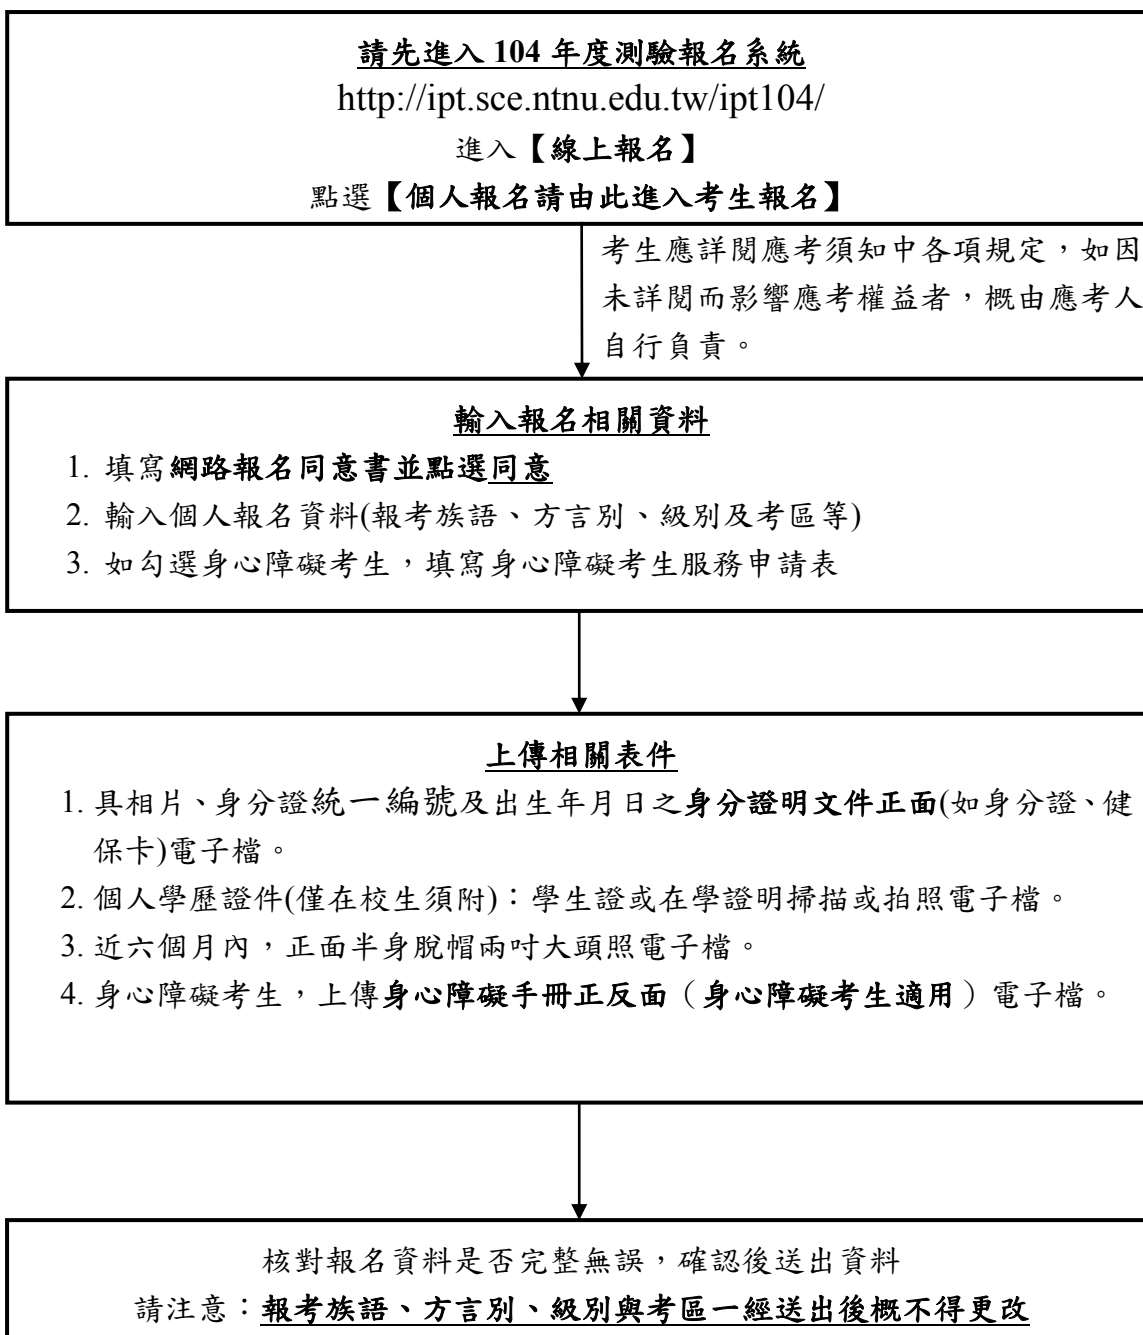 請先進入 104 年度測驗報名系統
http://ipt.sce.ntnu.edu.tw/ipt104/
進入【線上報名】
點選【個人報名請由此進入考生報名】
考生應詳閱應考須知中各項規定，如因
未詳閱而影響應考權益者，概由應考人
自行負責。
輸入報名相關資料
1. 填寫網路報名同意書並點選同意
2. 輸入個人報名資料(報考族語、方言別、級別及考區等)
3. 如勾選身心障礙考生，填寫身心障礙考生服務申請表
上傳相關表件
1. 具相片、身分證統一編號及出生年月日之身分證明文件正面(如身分證、健
保卡)電子檔。
2. 個人學歷證件(僅在校生須附)：學生證或在學證明掃描或拍照電子檔。
3. 近六個月內，正面半身脫帽兩吋大頭照電子檔。
4. 身心障礙考生，上傳身心障礙手冊正反面（身心障礙考生適用）電子檔。
核對報名資料是否完整無誤，確認後送出資料
請注意：報考族語、方言別、級別與考區一經送出後概不得更改